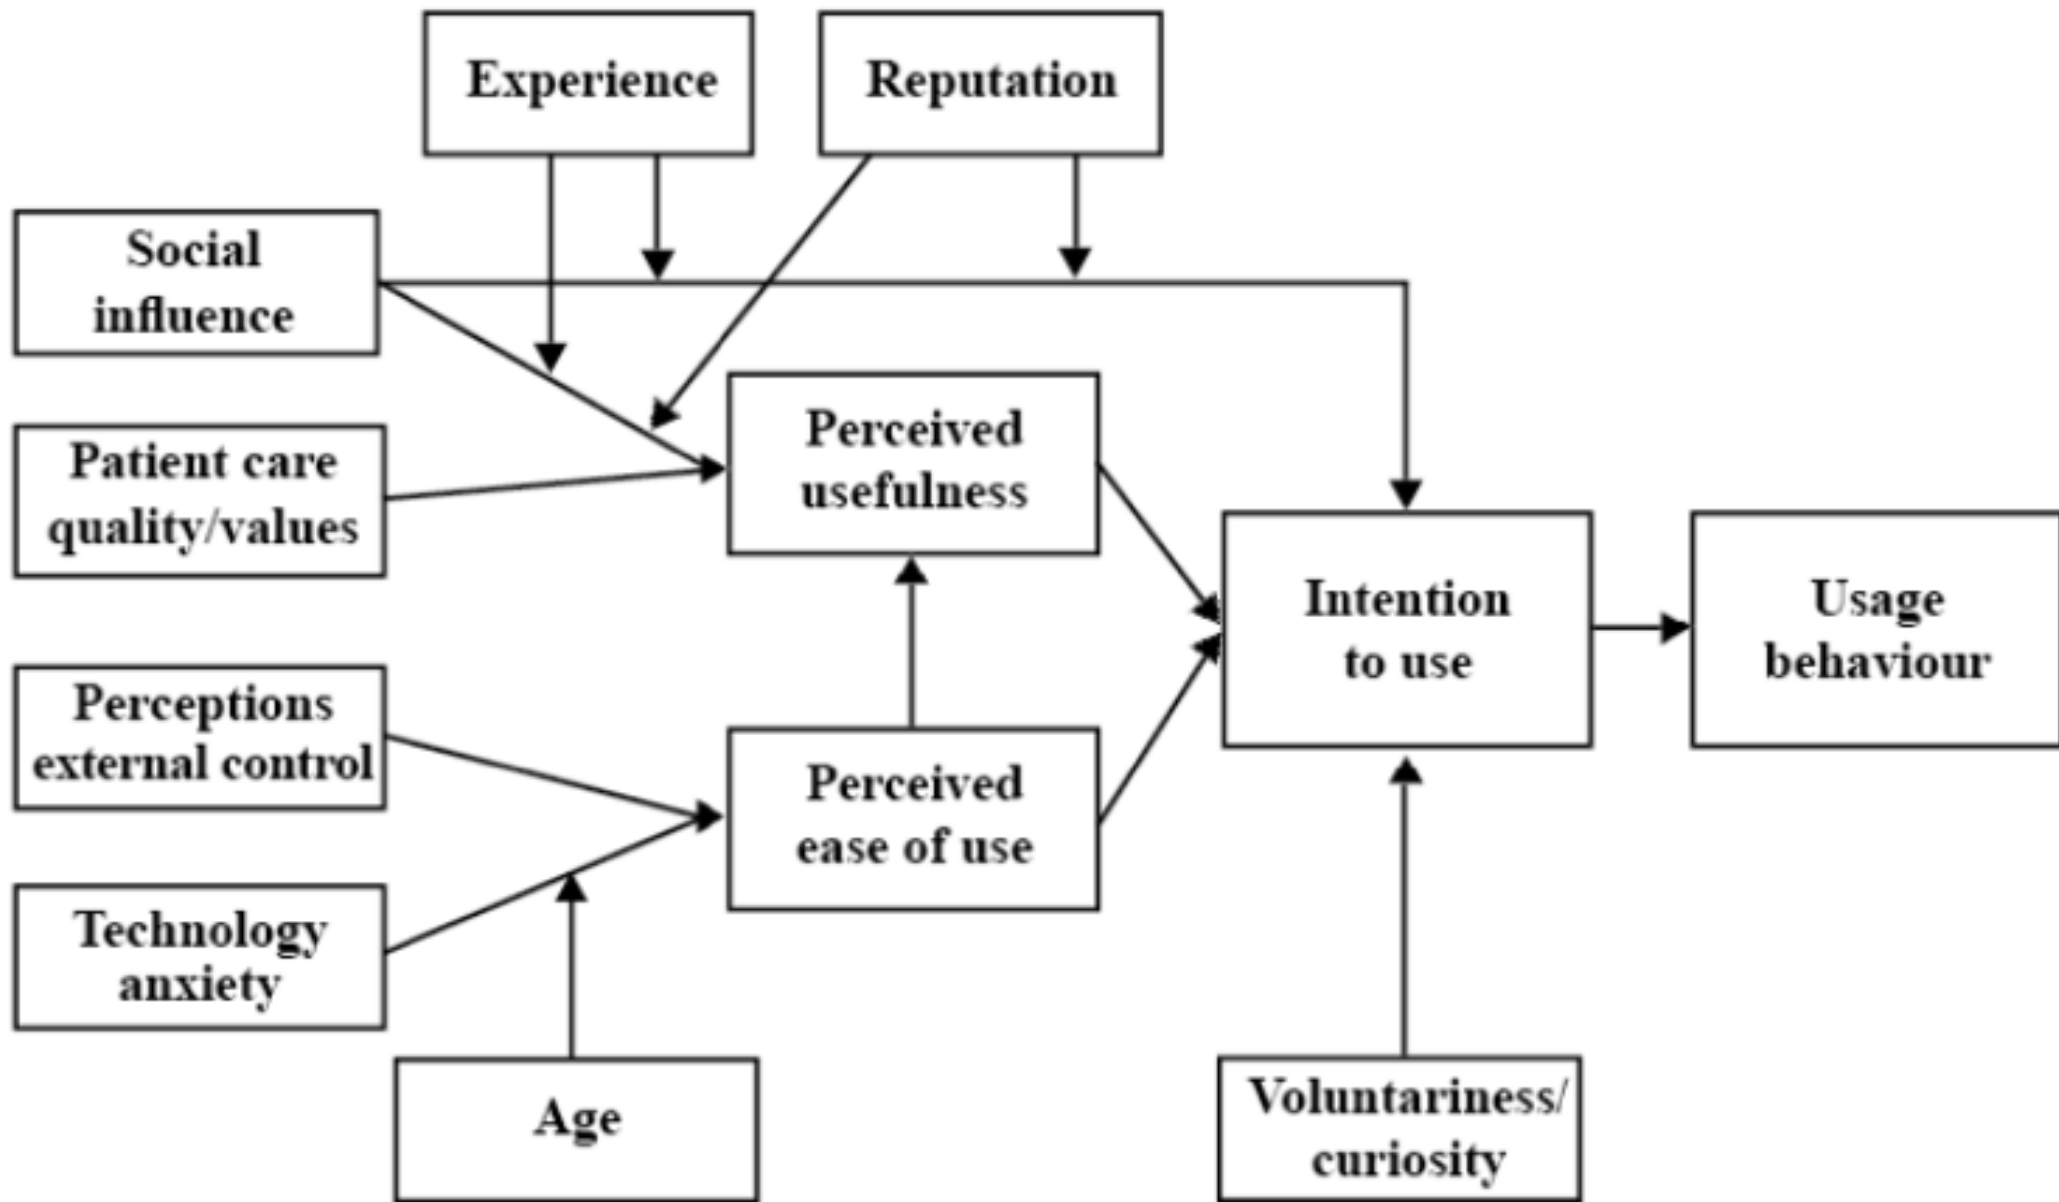 Experience
Reputation
Social
influence
Patient care
quality/values
Perceived
usefulness
Perceptions
external control
Perceived
ease of use
Technology
anxiety
Age
Intention
to use
Usage
behaviour
Voluntariness/
curiosity